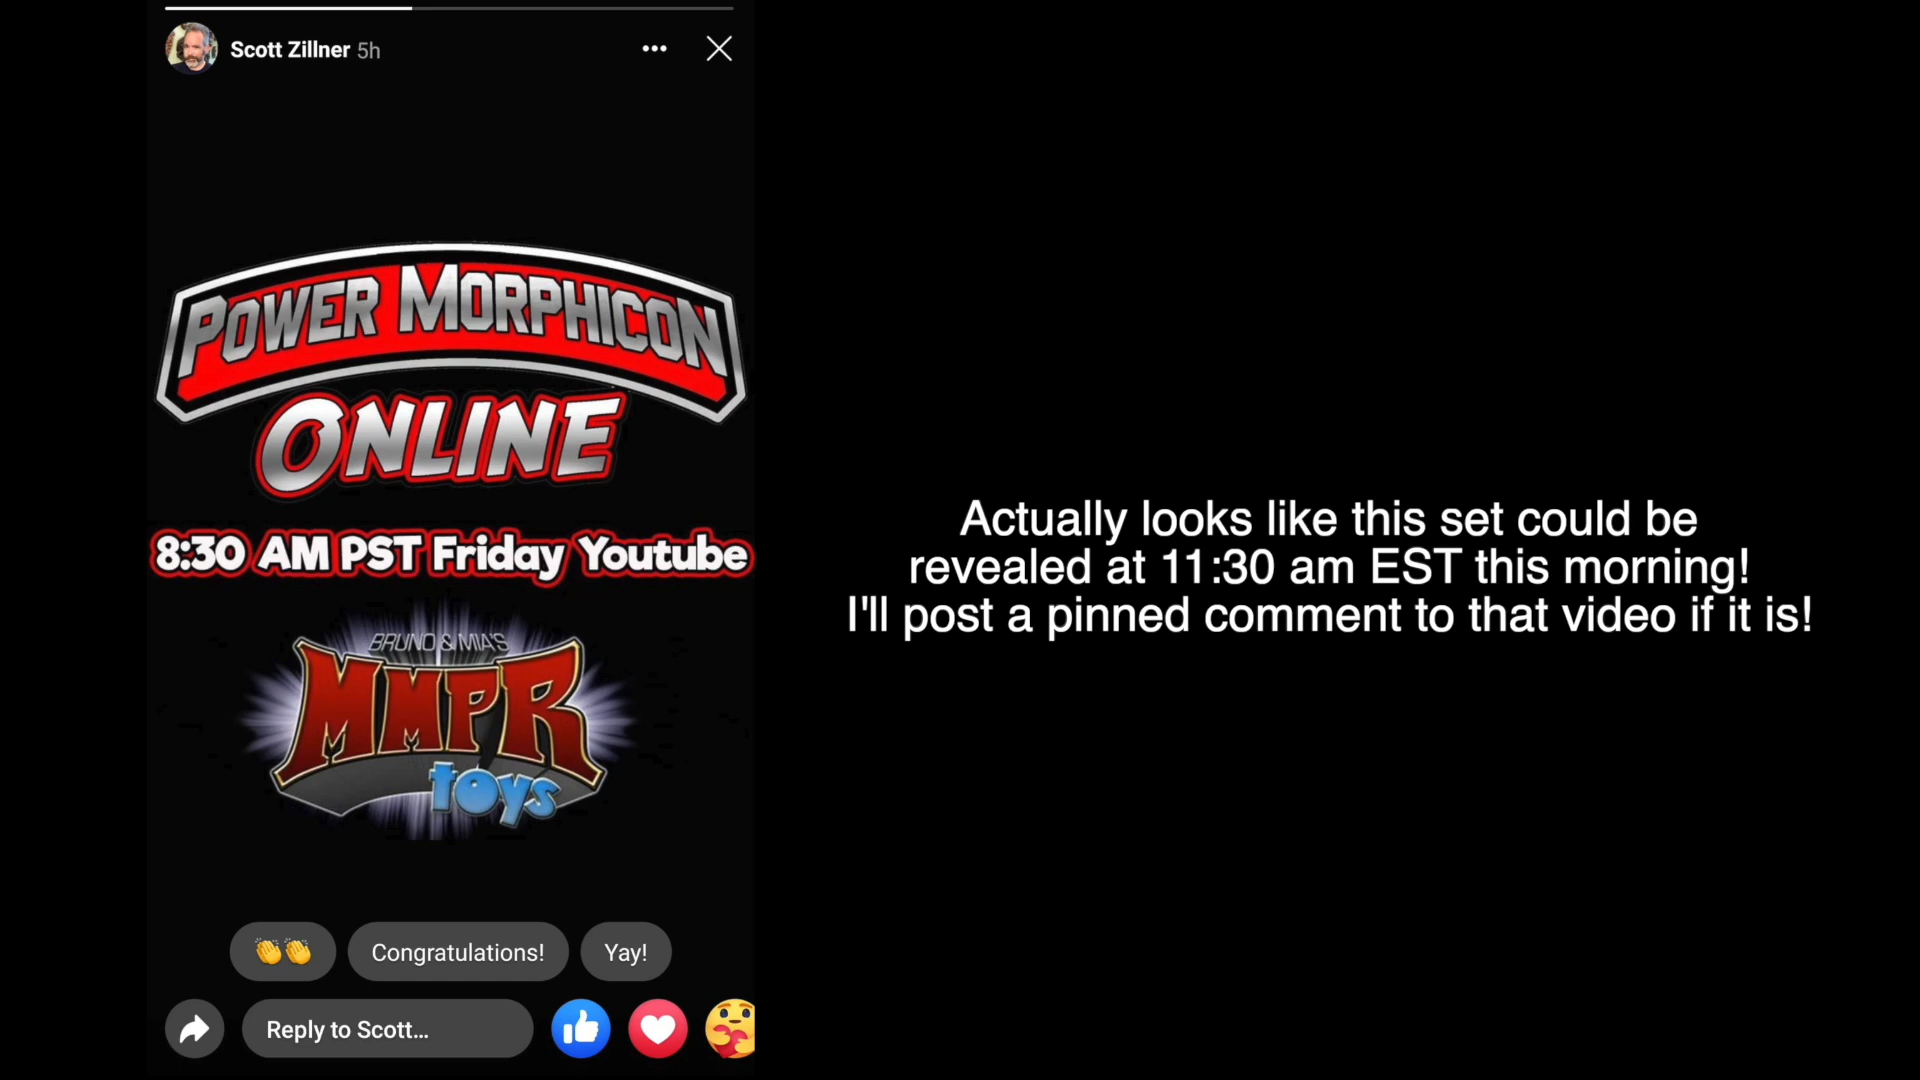 Scott Zillner 5h
POWER MORPHICON
ONLINE
8:30 AM PST Friday Youtube
BRUNO & MIA'S
MMPR
toys
Congratulations!
Yay!
Reply to Scott...
Actually looks like this set could be
revealed at 11:30 am EST this morning!
I'll post a pinned comment to that video if it is!